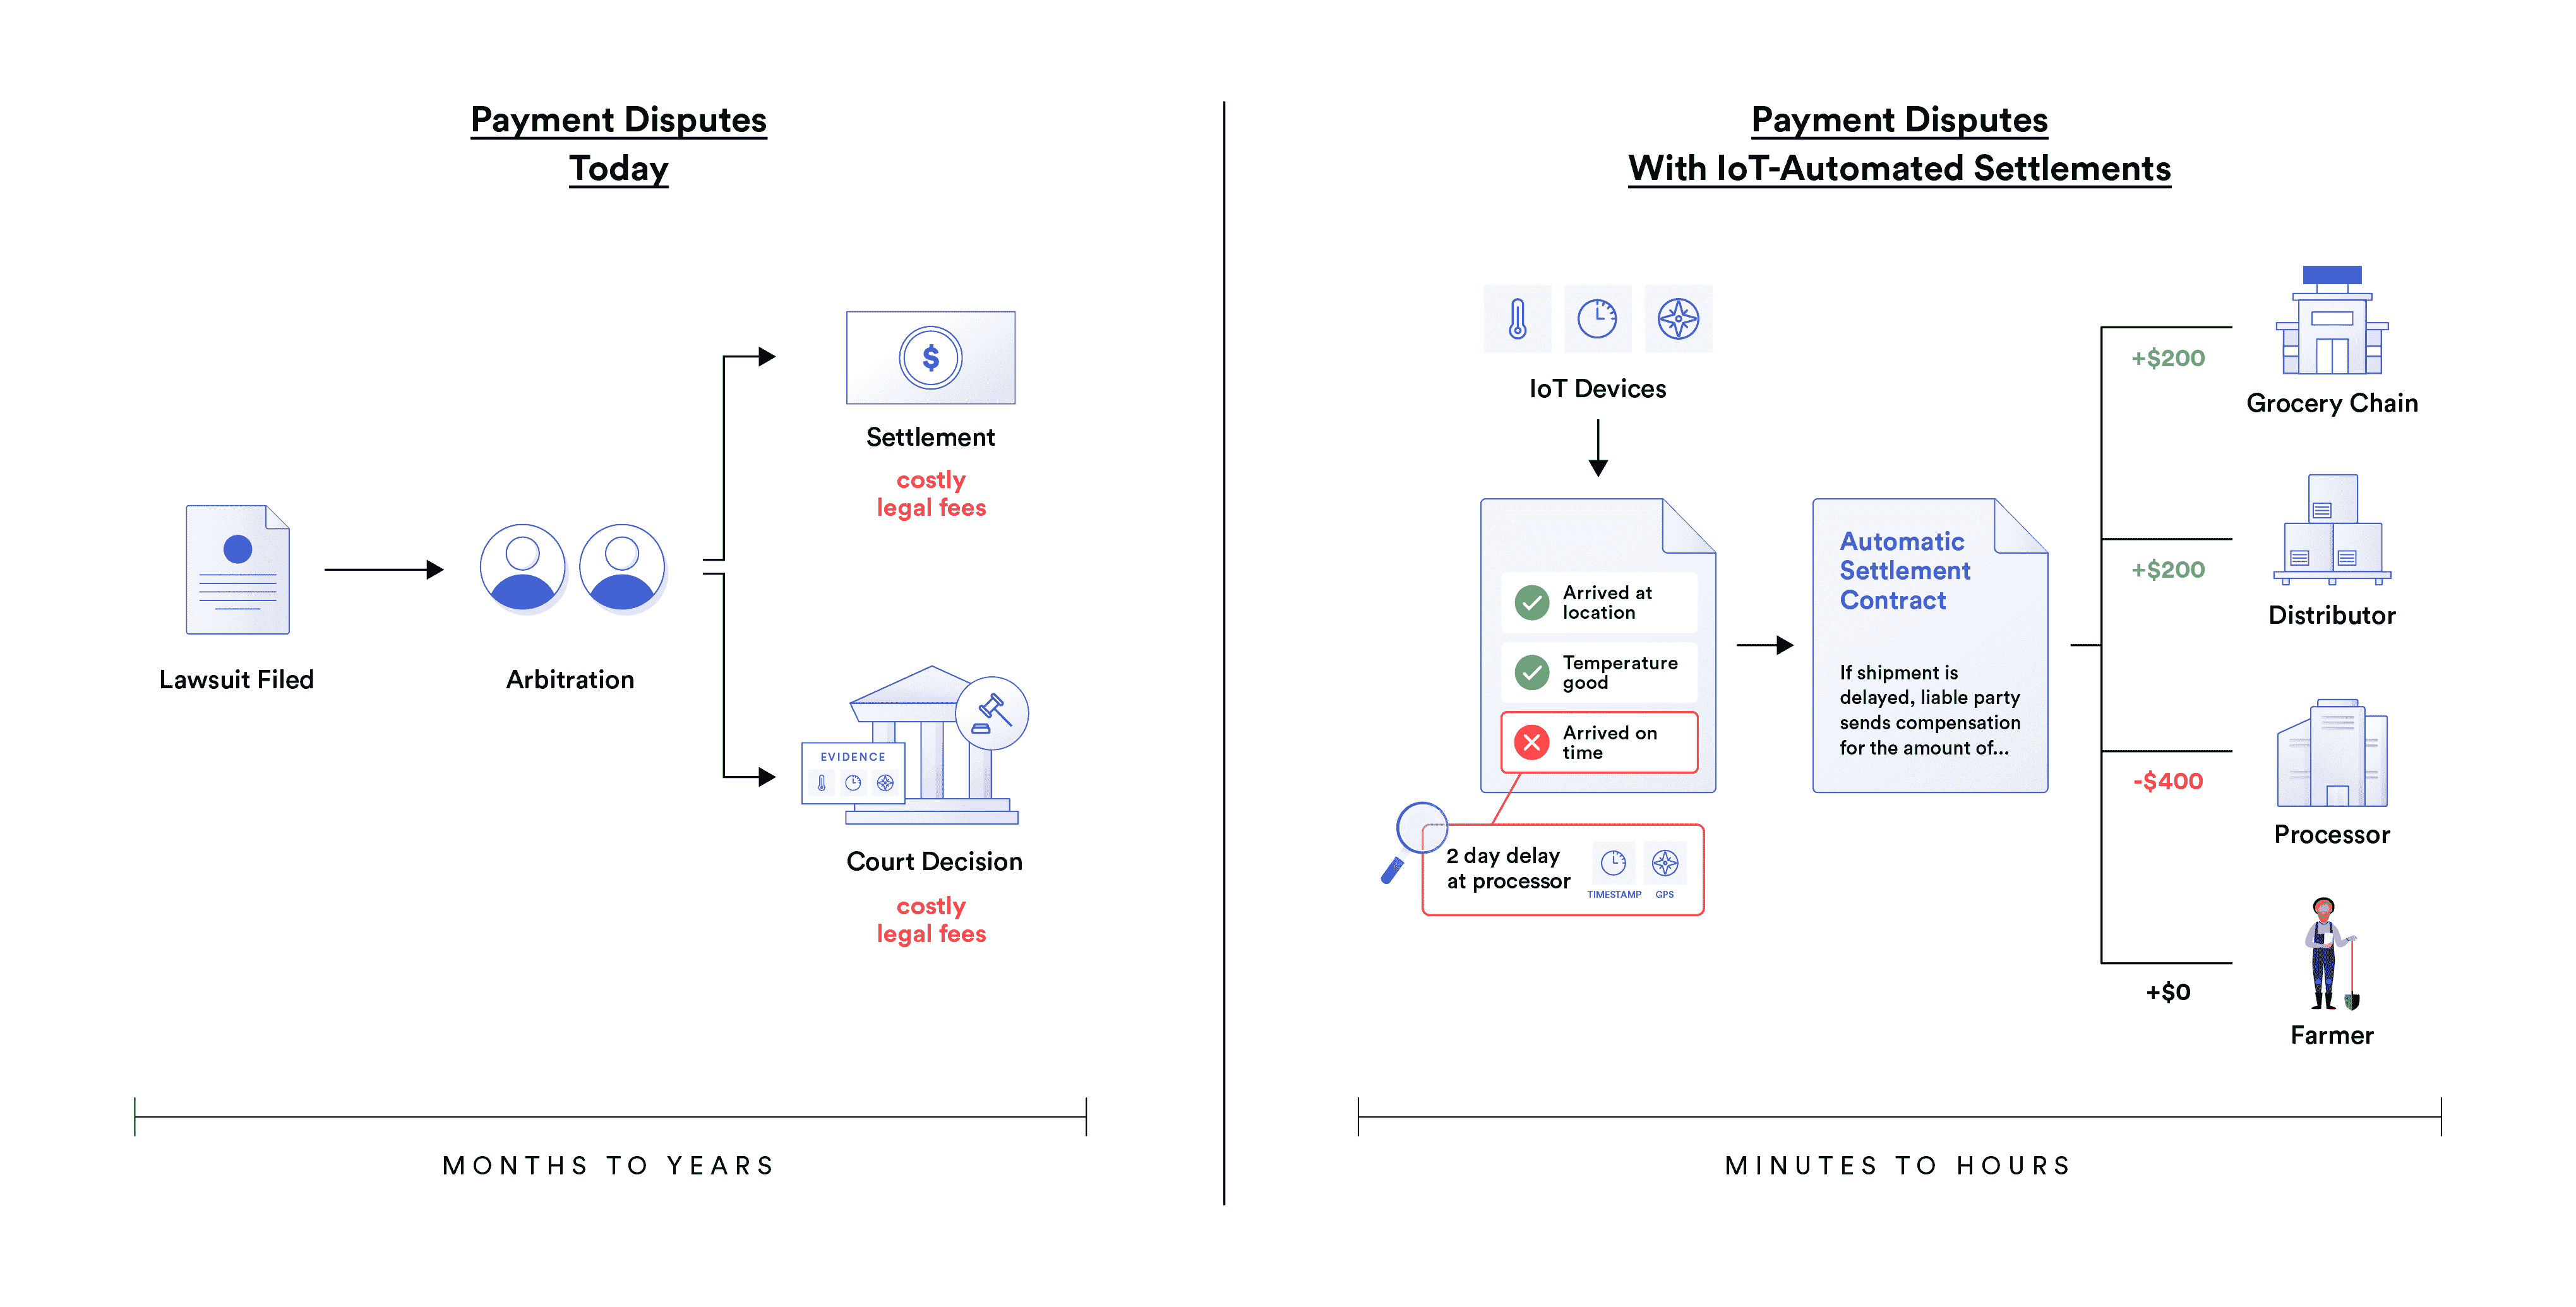 Payment Disputes
Today
Lawsuit Filed
Arbitration
$
Settlement
costly
legal fees
EVIDENCE
Court Decision
costly
legal fees
MONTHS TO YEARS
Payment Disputes
With IoT-Automated Settlements
IoT Devices
Arrived at
location
Temperature
good
Arrived on
time
2 day delay
at processor
TIMESTAMP
GPS
Automatic
Settlement
Contract
If shipment is
delayed, liable party
sends compensation
for the amount of...
+$200
Grocery Chain
+$200
Distributor
-$400
Processor
+$0
Farmer
MINUTES TO HOURS